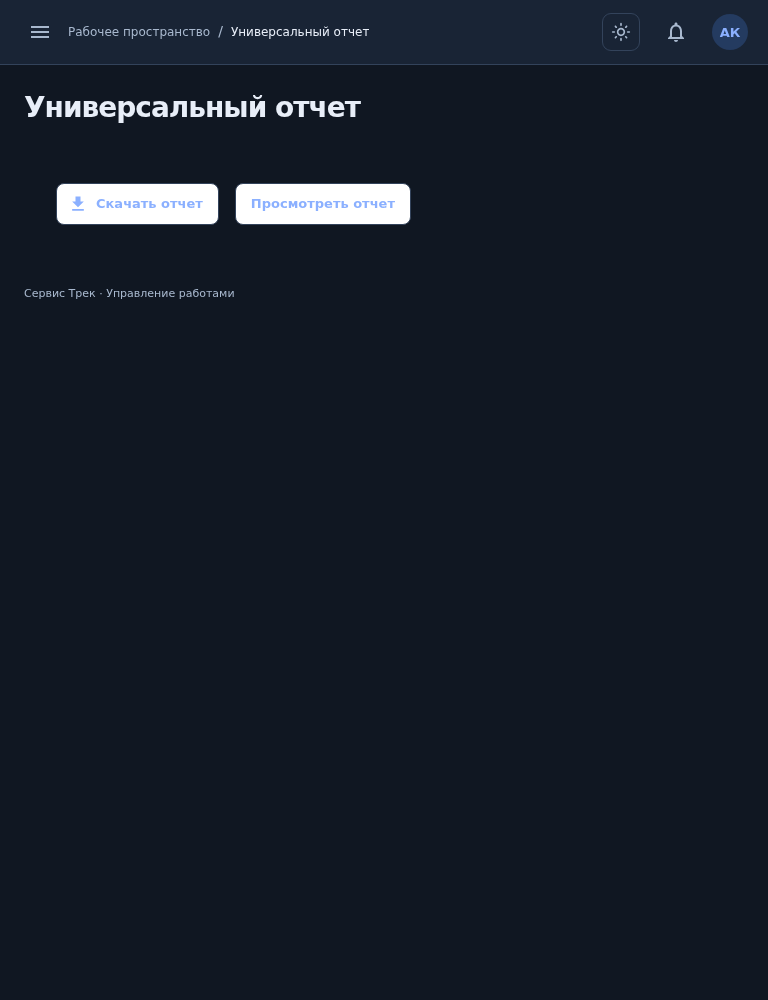 Рабочее пространство / Универсальный отчет
АК
Универсальный отчет
Скачать отчет
Просмотреть отчет
Сервис Трек · Управление работами